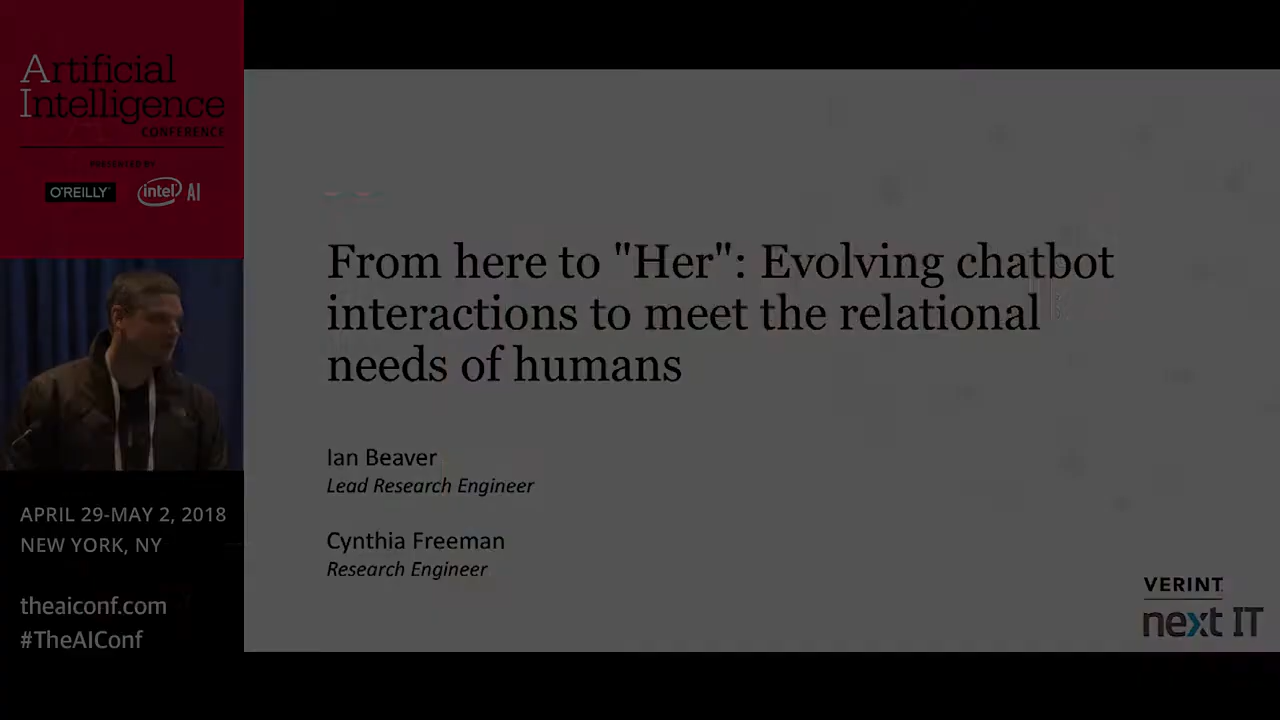 Artificial
Intelligence
CONFERENCE
PRESENTED BY
O'REILLY
intel AI
APRIL 29-MAY 2, 2018
NEW YORK, NY
theaiconf.com
#TheAIConf
From here to "Her": Evolving chatbot
interactions to meet the relational
needs of humans
Ian Beaver
Lead Research Engineer
Cynthia Freeman
Research Engineer
VERINT
next IT